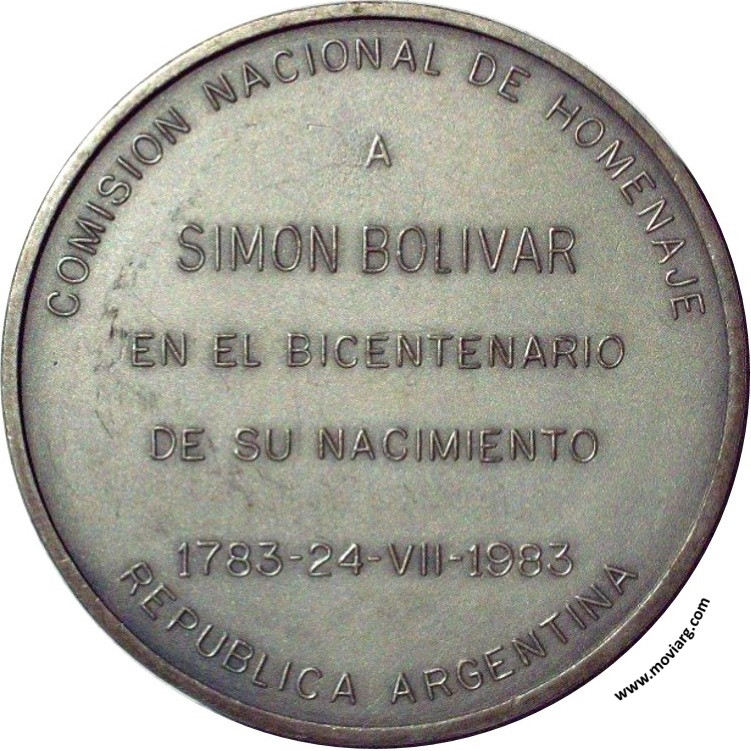 COMISION NACIONAL DE HOMENAJE
A
SIMON BOLIVAR
EN EL BICENTENARIO
DE SU NACIMIENTO
1783-24-VII-1983
REPUBLICA ARGENTINA
www.moviarg.com